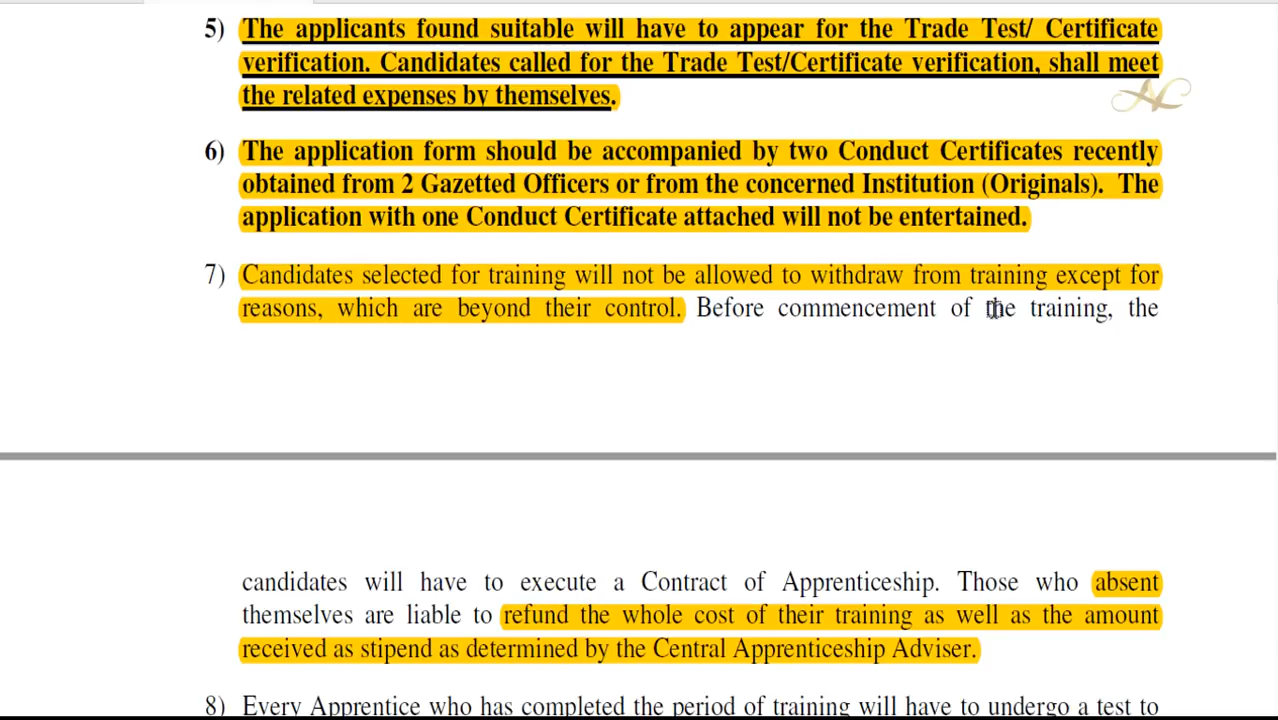 5) The applicants found suitable will have to appear for the Trade Test/ Certificate
verification. Candidates called for the Trade Test/Certificate verification, shall meet
the related expenses by themselves.
6) The application form should be accompanied by two Conduct Certificates recently
obtained from 2 Gazetted Officers or from the concerned Institution (Originals). The
application with one Conduct Certificate attached will not be entertained.
7) Candidates selected for training will not be allowed to withdraw from training except for
reasons, which are beyond their control. Before commencement of the training, the
candidates will have to execute a Contract of Apprenticeship. Those who absent
themselves are liable to refund the whole cost of their training as well as the amount
received as stipend as determined by the Central Apprenticeship Adviser.
8) Every Apprentice who has completed the period of training will have to undergo a test to